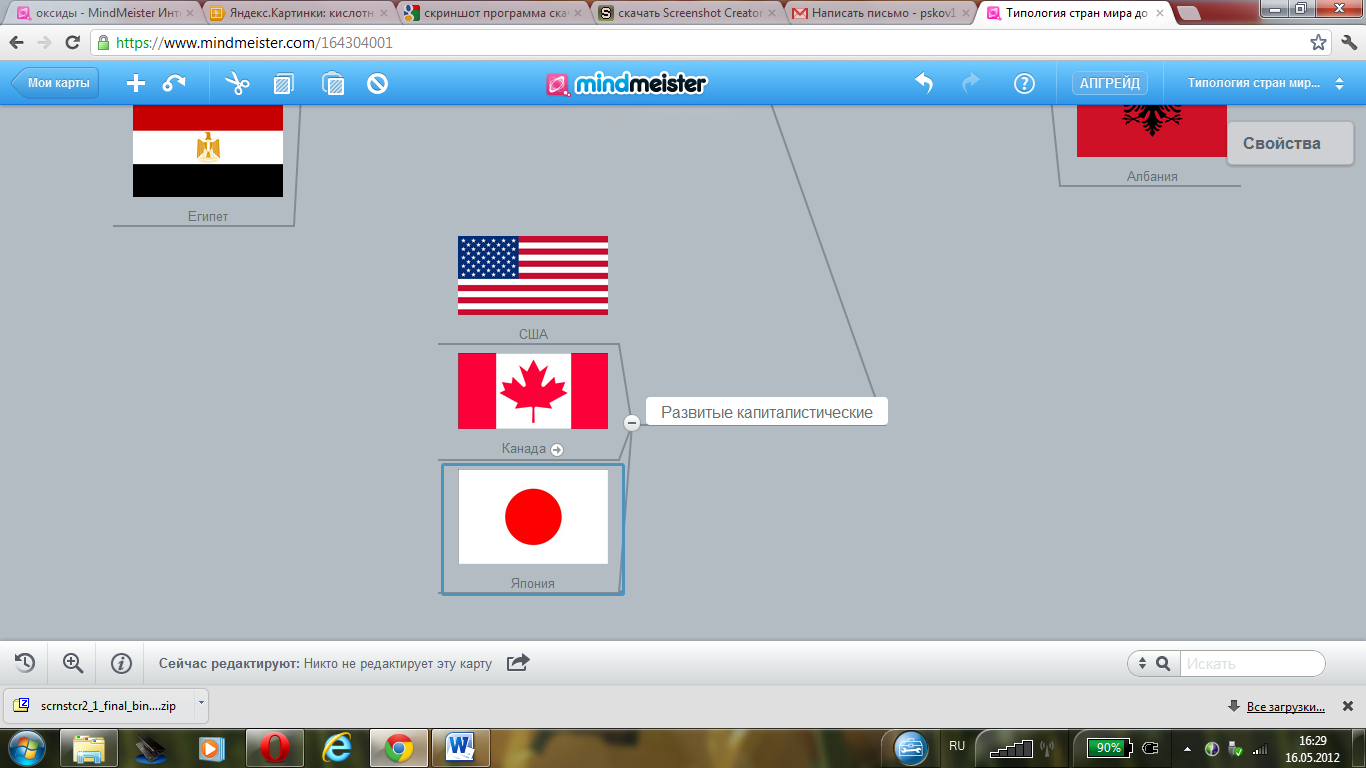 оксиды - MindMeister Инте
Яндекс.Картинки: кислотн
скриншот программа ска
скачать Screenshot Creator
Написать письмо - pskov1
Типология стран мира до
https://www.mindmeister.com/164304001
Мои карты
mindmeister
АПГРЕЙД
Типология стран мир...
Свойства
Египет
Албания
США
Развитые капиталистические
Канада
Япония
Сейчас редактируют: Никто не редактирует эту карту
Искать
scrnstcr2_1_final_bin....zip
Все загрузки...
RU
90%
16:29
16.05.2012